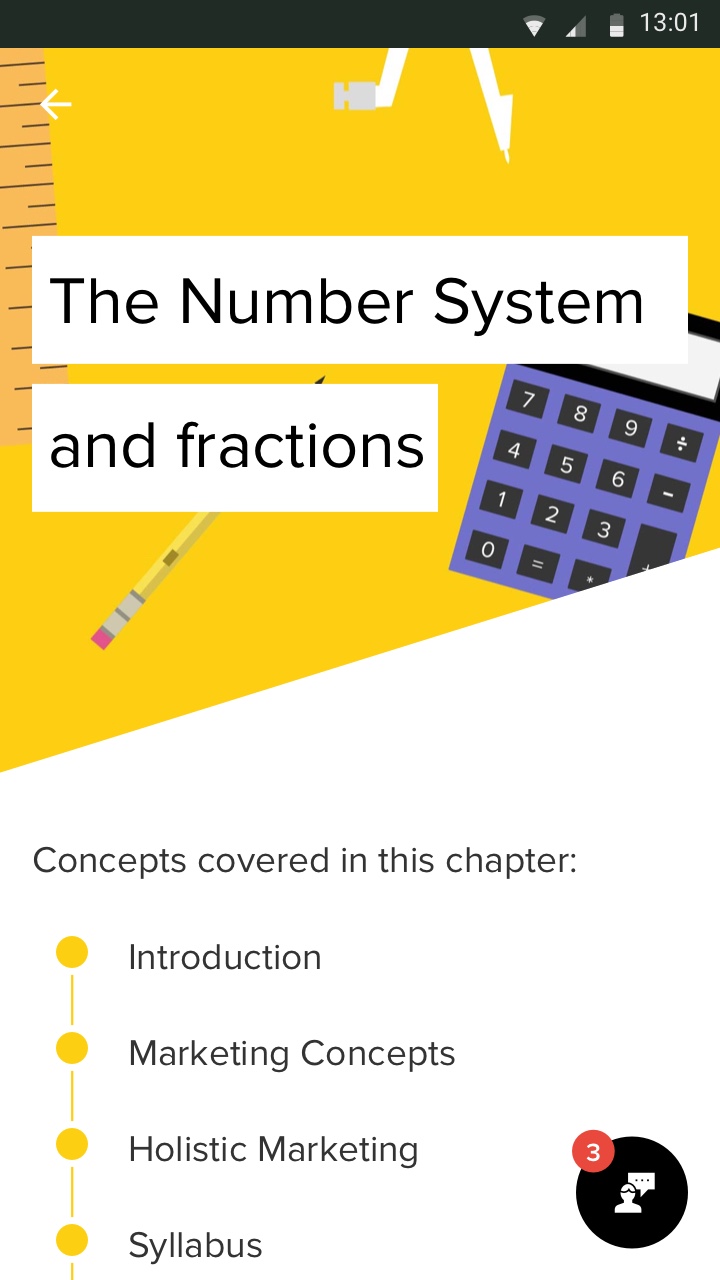 13:01
The Number System
and fractions
7 8 9 ÷
4 5 6 -
1 2 3
0 = * +
Concepts covered in this chapter:
Introduction
Marketing Concepts
Holistic Marketing
3
Syllabus